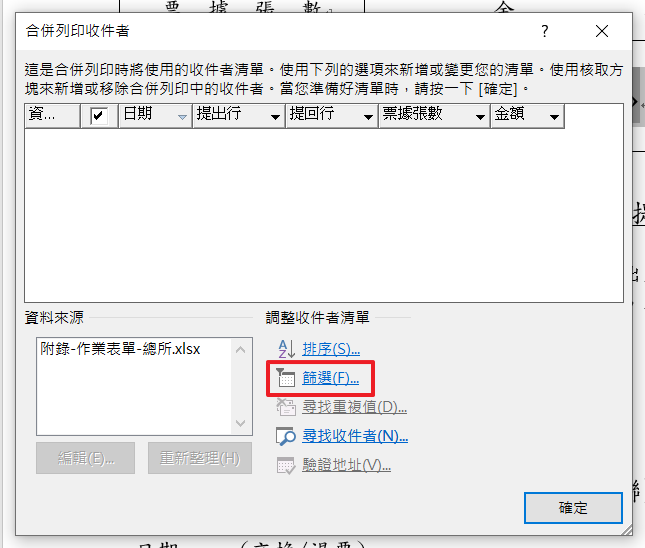 票 據 張 數
金
合併列印收件者
?
這是合併列印時將使用的收件者清單。使用下列的選項來新增或變更您的清單。使用核取方
塊來新增或移除合併列印中的收件者。當您準備好清單時，請按一下 [確定]。
資... 日期 提出行 提回行 票據張數 金額
資料來源
附錄-作業表單-總所.xlsx
編輯(E)...
重新整理(H)
調整收件者清單
排序(S)...
篩選(F)...
尋找重複值(D)...
尋找收件者(N)...
驗證地址(V)...
確定